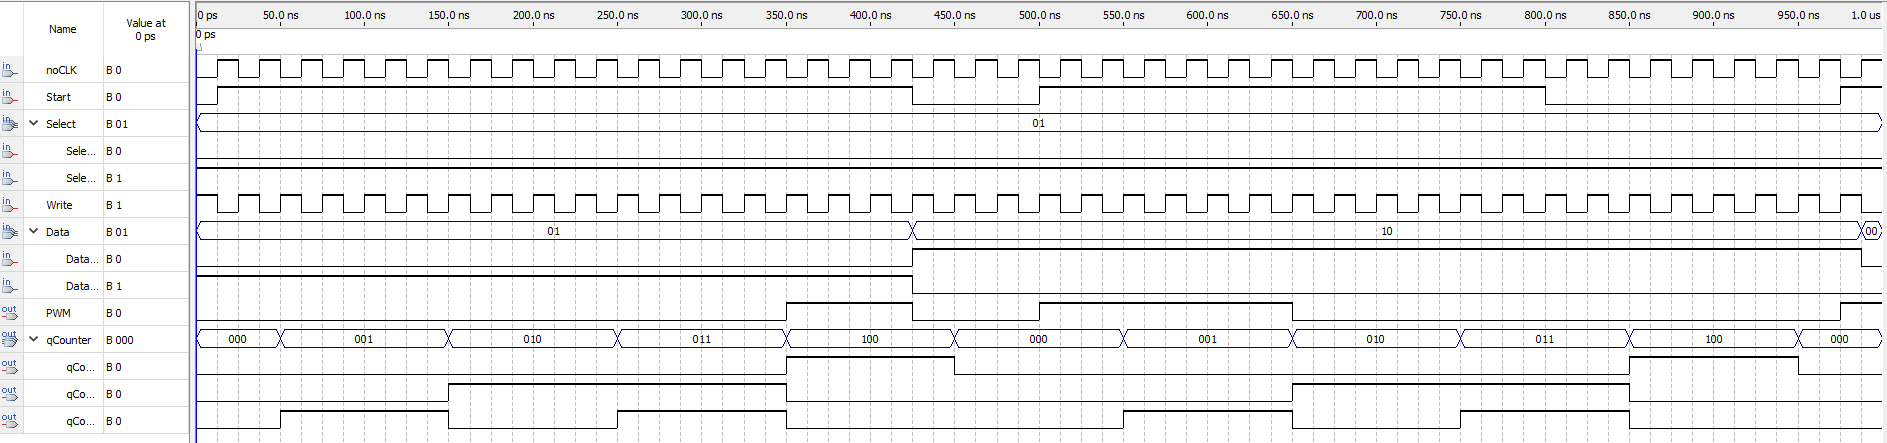 Name Value at 0 ps
0 ps 50.0 ns 100.0 ns 150.0 ns 200.0 ns 250.0 ns 300.0 ns 350.0 ns 400.0 ns 450.0 ns 500.0 ns 550.0 ns 600.0 ns 650.0 ns 700.0 ns 750.0 ns 800.0 ns 850.0 ns 900.0 ns 950.0 ns 1.0 us
0 ps
in noCLK B 0
in Start B 0
in Select B 01 01
in Sele... B 0
in Sele... B 1
in Write B 1
in Data B 01 01 10 00
in Data... B 0
in Data... B 1
out PWM B 0
out qCounter B 000 000 001 010 011 100 000 001 010 011 100 000
out qCo... B 0
out qCo... B 0
out qCo... B 0